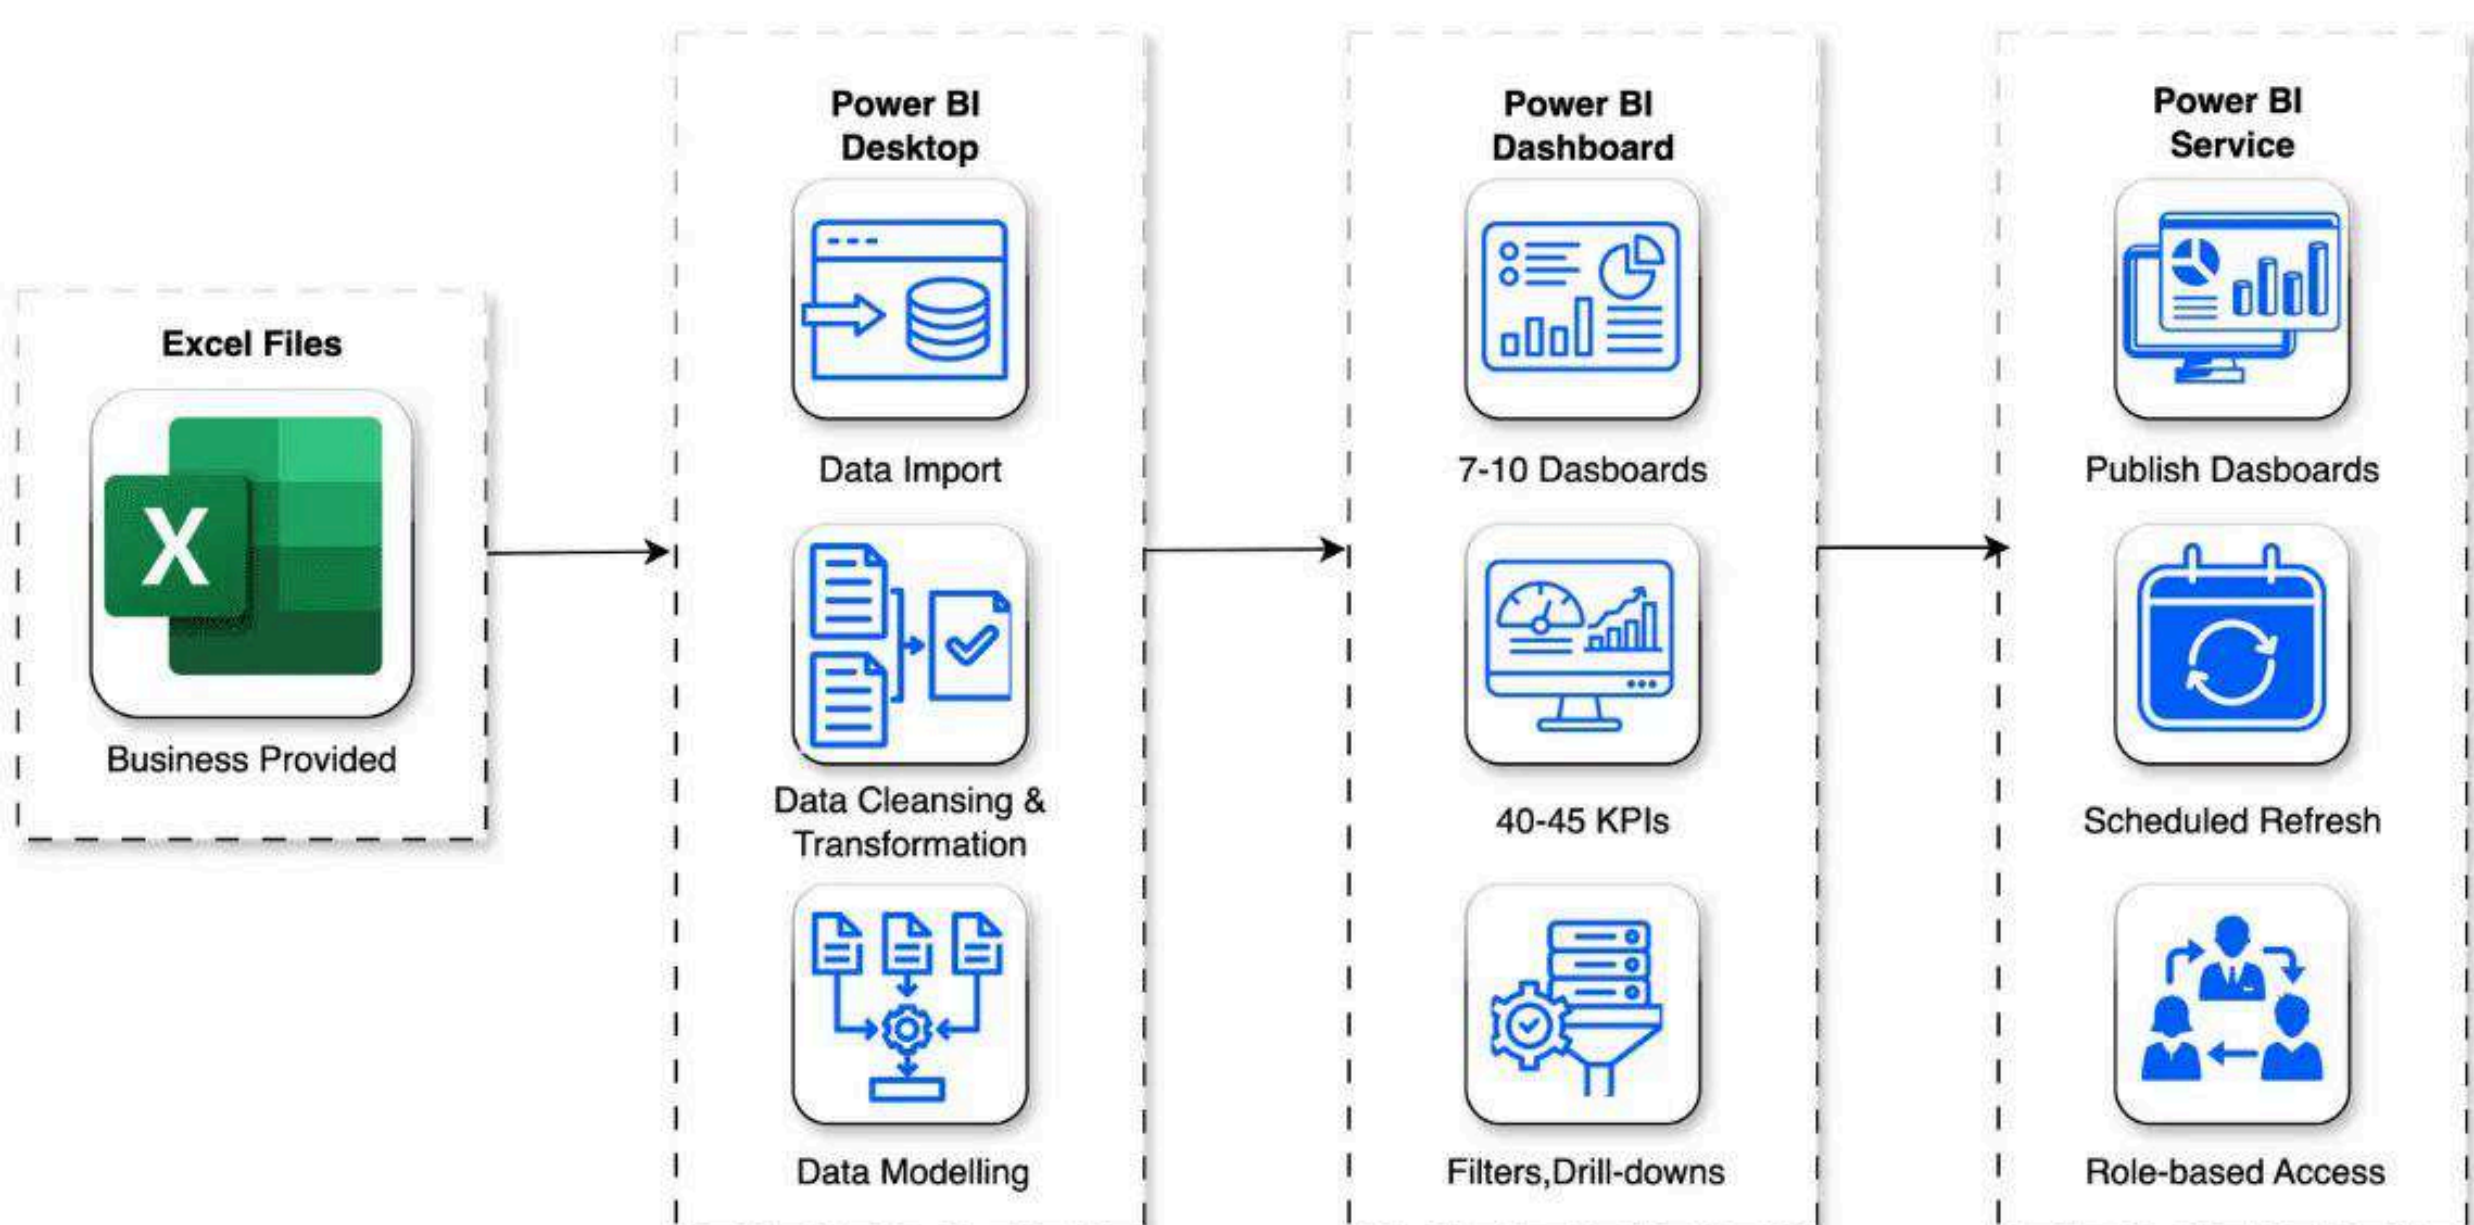 Excel Files
X
Business Provided
Power BI
Desktop
Data Import
Data Cleansing &
Transformation
Data Modelling
Power BI
Dashboard
7-10 Dasboards
40-45 KPIs
Filters,Drill-downs
Power BI
Service
Publish Dasboards
Scheduled Refresh
Role-based Access